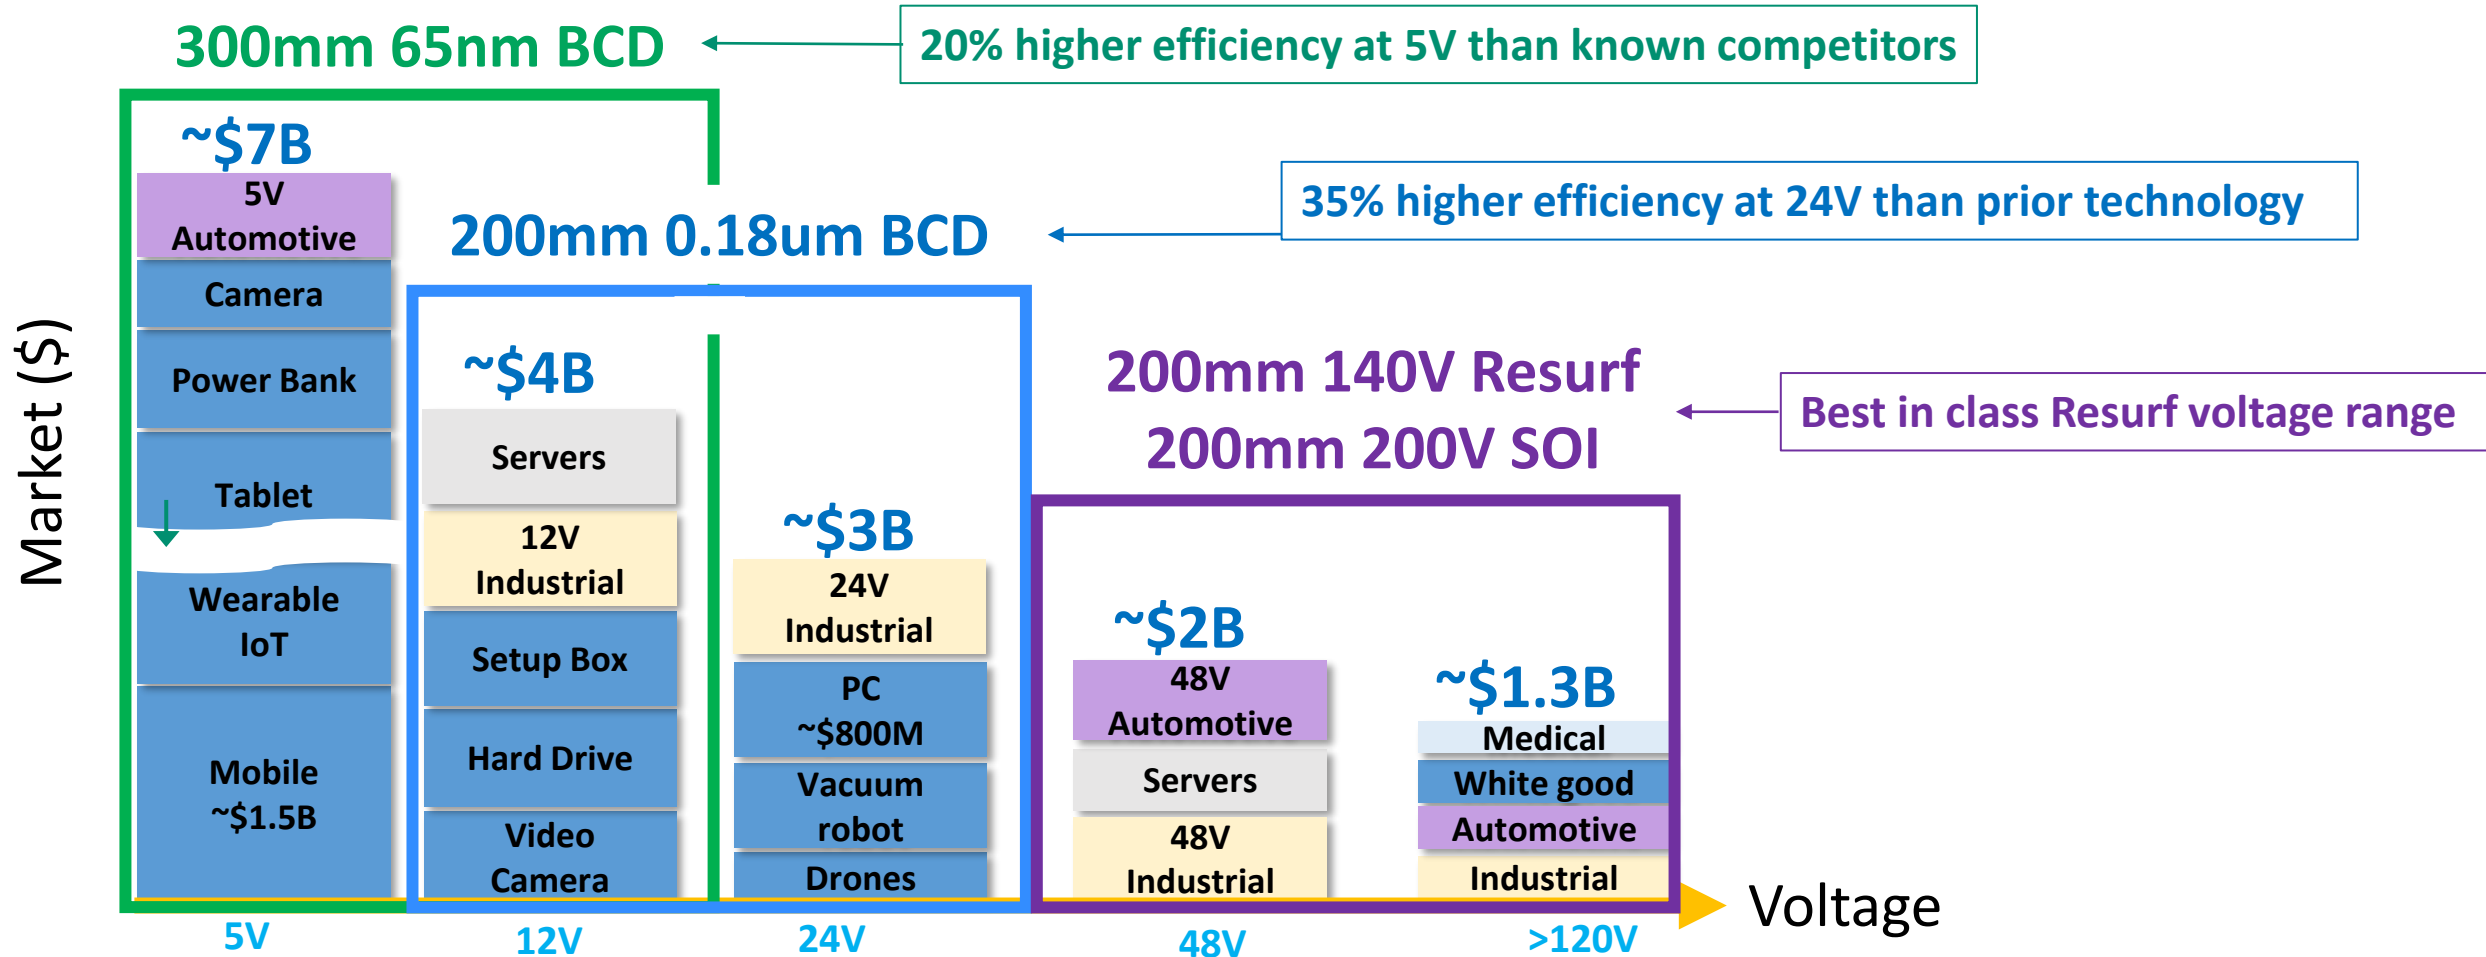 300mm 65nm BCD
20% higher efficiency at 5V than known competitors
~$7B
5V
Automotive
Camera
Power Bank
Tablet
Wearable
IoT
Mobile
~$1.5B
200mm 0.18um BCD
35% higher efficiency at 24V than prior technology
~$4B
Servers
12V
Industrial
Setup Box
Hard Drive
Video
Camera
~$3B
24V
Industrial
PC
~$800M
Vacuum
robot
Drones
200mm 140V Resurf
200mm 200V SOI
Best in class Resurf voltage range
~$2B
48V
Automotive
Servers
48V
Industrial
~$1.3B
Medical
White good
Automotive
Industrial
Market ($)
Voltage
5V
12V
24V
48V
>120V